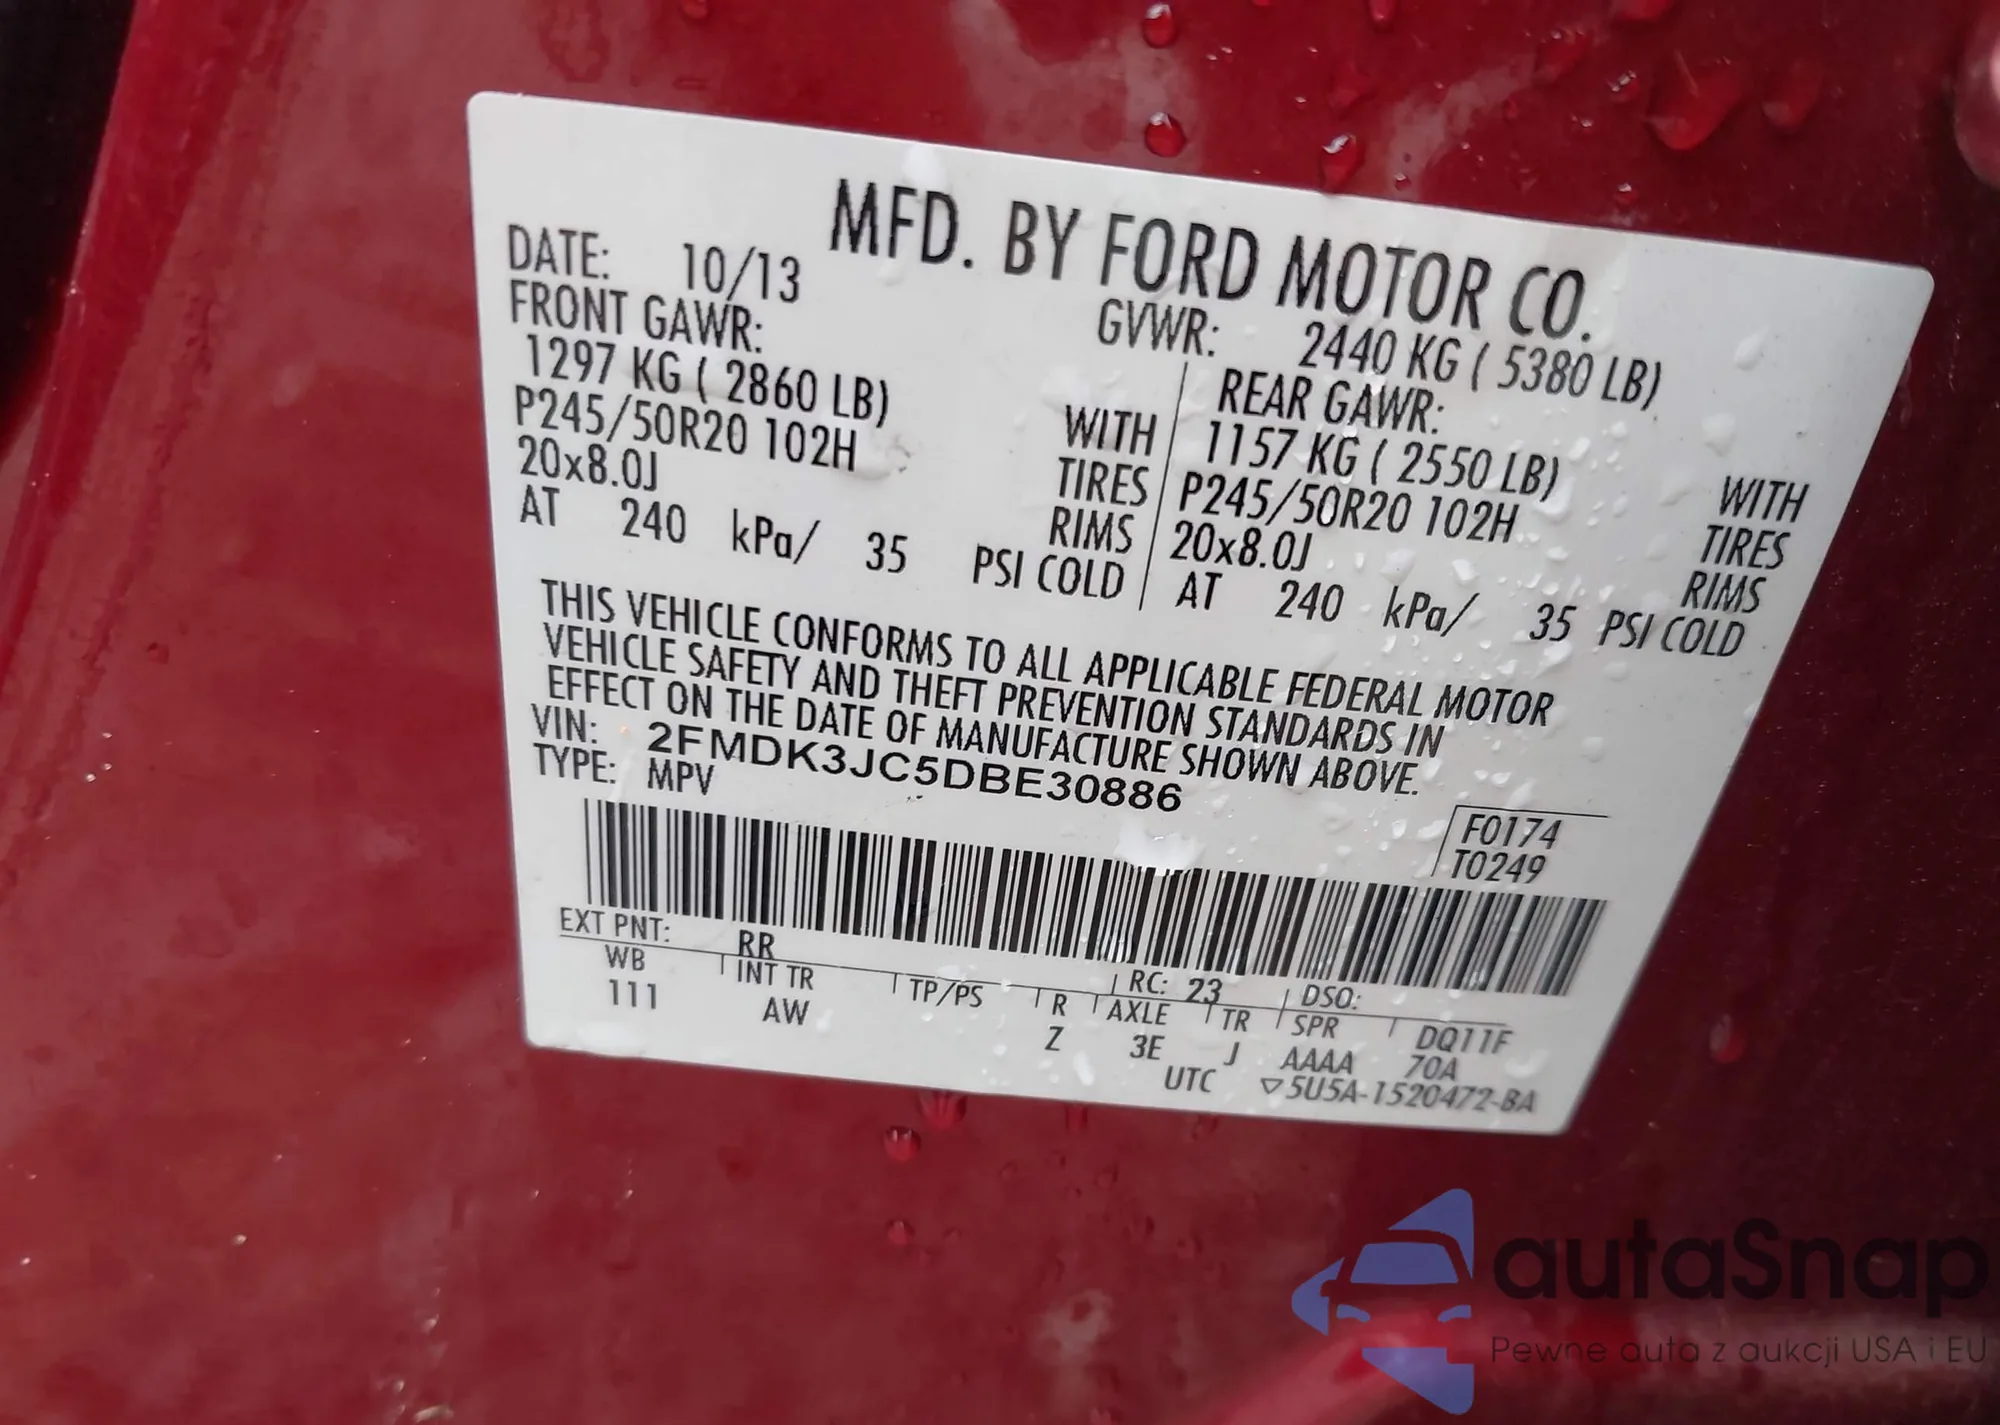 MFD. BY FORD MOTOR CO.
DATE: 10/13 GVWR: 2440 KG ( 5380 LB)
FRONT GAWR: REAR GAWR:
1297 KG ( 2860 LB) WITH 1157 KG ( 2550 LB) WITH
P245/50R20 102H TIRES P245/50R20 102H TIRES
20x8.0J RIMS 20x8.0J RIMS
AT 240 kPa/ 35 PSI COLD AT 240 kPa/ 35 PSI COLD
THIS VEHICLE CONFORMS TO ALL APPLICABLE FEDERAL MOTOR
VEHICLE SAFETY AND THEFT PREVENTION STANDARDS IN
EFFECT ON THE DATE OF MANUFACTURE SHOWN ABOVE.
VIN: 2FMDK3JC5DBE30886
TYPE: MPV
F0174
T0249
EXT PNT: RR RC: 23 DSO:
WB INT TR TP/PS R AXLE TR SPR DQ11F
111 AW Z 3E J AAAA 70A
UTC ▽5U5A-1520472-BA
autaSnap
Pewne auta z aukcji USA i EU